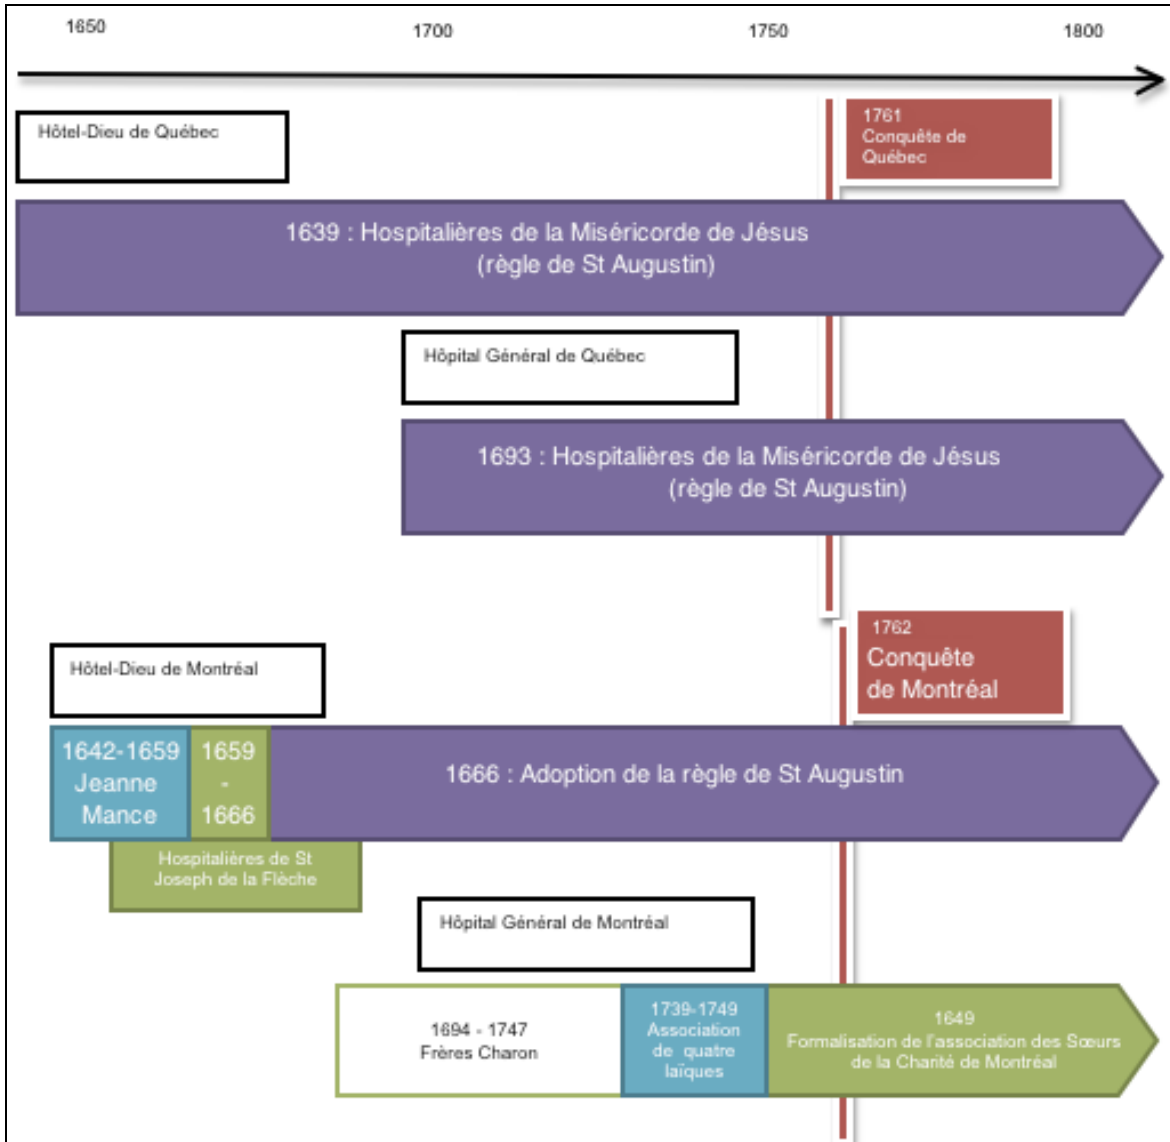 1650
1700
1750
1800
Hôtel-Dieu de Québec
1761
Conquête de
Québec
1639 : Hospitalières de la Miséricorde de Jésus
(règle de St Augustin)
Hôpital Général de Québec
1693 : Hospitalières de la Miséricorde de Jésus
(règle de St Augustin)
1762
Conquête
de Montréal
Hôtel-Dieu de Montréal
1642-1659
Jeanne
Mance
1659
-
1666
1666 : Adoption de la règle de St Augustin
Hospitalières de St
Joseph de la Flèche
Hôpital Général de Montréal
1694 - 1747
Frères Charon
1739-1749
Association
de quatre
laïques
1649
Formalisation de l'association des Sœurs
de la Charité de Montréal